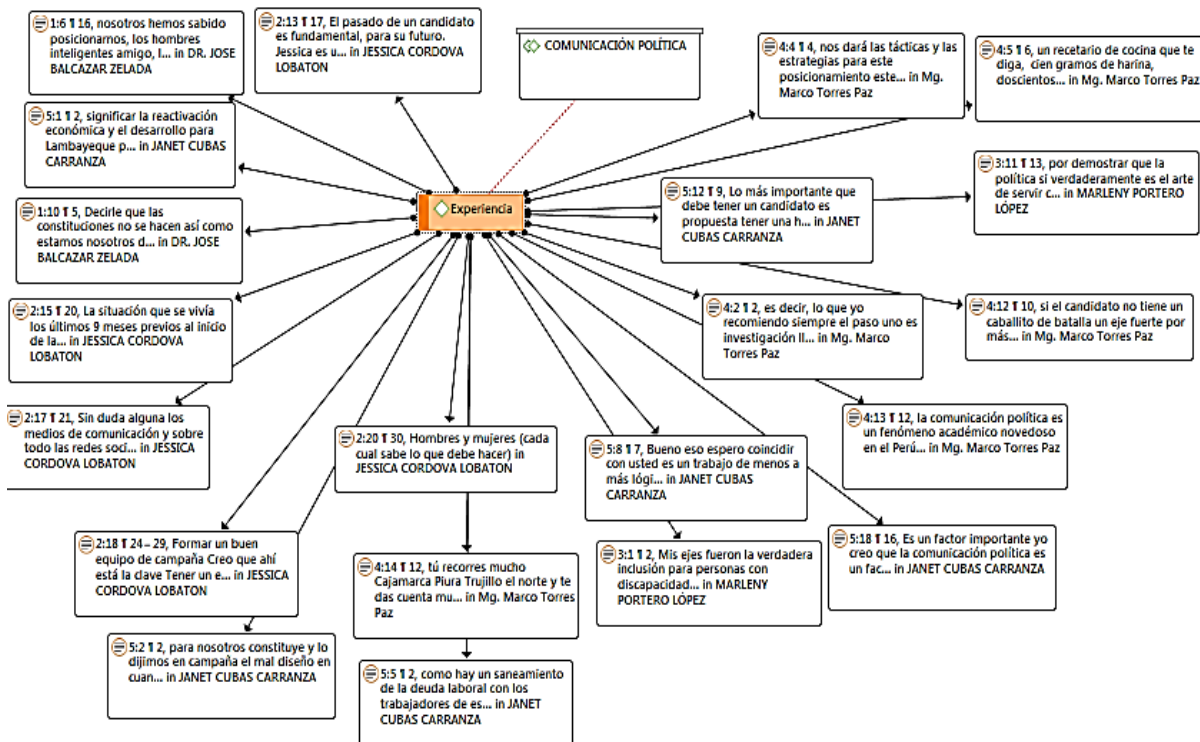 1:6 ¶ 16, nosotros hemos sabido
posicionarnos, los hombres
inteligentes amigo, l... in DR. JOSE
BALCAZAR ZELADA
2:13 ¶ 17, El pasado de un candidato
es fundamental, para su futuro.
Jessica es u... in JESSICA CORDOVA
LOBATON
COMUNICACIÓN POLÍTICA
4:4 ¶ 4, nos dará las tácticas y las
estrategias para este
posicionamiento este... in Mg.
Marco Torres Paz
4:5 ¶ 6, un recetario de cocina que te
diga, cien gramos de harina,
doscientos... in Mg. Marco Torres Paz
5:1 ¶ 2, significar la reactivación
económica y el desarrollo para
Lambayeque p... in JANET CUBAS
CARRANZA
3:11 ¶ 13, por demostrar que la
política si verdaderamente es el arte
de servir c... in MARLENY PORTERO
LÓPEZ
Experiencia
5:12 ¶ 9, Lo más importante que
debe tener un candidato es
propuesta tener una h... in JANET
CUBAS CARRANZA
1:10 ¶ 5, Decirle que las
constituciones no se hacen así como
estamos nosotros d... in DR. JOSE
BALCAZAR ZELADA
2:15 ¶ 20, La situación que se vivía
los últimos 9 meses previos al inicio
de la... in JESSICA CORDOVA
LOBATON
4:2 ¶ 2, es decir, lo que yo
recomiendo siempre el paso uno es
investigación II... in Mg. Marco
Torres Paz
4:12 ¶ 10, si el candidato no tiene un
caballito de batalla un eje fuerte por
más... in Mg. Marco Torres Paz
2:17 ¶ 21, Sin duda alguna los
medios de comunicación y sobre
todo las redes soci... in JESSICA
CORDOVA LOBATON
2:20 ¶ 30, Hombres y mujeres (cada
cual sabe lo que debe hacer) in
JESSICA CORDOVA LOBATON
5:8 ¶ 7, Bueno eso espero coincidir
con usted es un trabajo de menos a
más lógi... in JANET CUBAS
CARRANZA
4:13 ¶ 12, la comunicación política es
un fenómeno académico novedoso
en el Perú... in Mg. Marco Torres Paz
2:18 ¶ 24 – 29, Formar un buen
equipo de campaña Creo que ahí
está la clave Tener un e... in JESSICA
CORDOVA LOBATON
4:14 ¶ 12, tú recorres mucho
Cajamarca Piura Trujillo el norte y te
das cuenta mu... in Mg. Marco Torres
Paz
3:1 ¶ 2, Mis ejes fueron la verdadera
inclusión para personas con
discapacidad... in MARLENY
PORTERO LÓPEZ
5:18 ¶ 16, Es un factor importante yo
creo que la comunicación política es
un fac... in JANET CUBAS CARRANZA
5:2 ¶ 2, para nosotros constituye y lo
dijimos en campaña el mal diseño en
cuan... in JANET CUBAS CARRANZA
5:5 ¶ 2, como hay un saneamiento
de la deuda laboral con los
trabajadores de es... in JANET
CUBAS CARRANZA